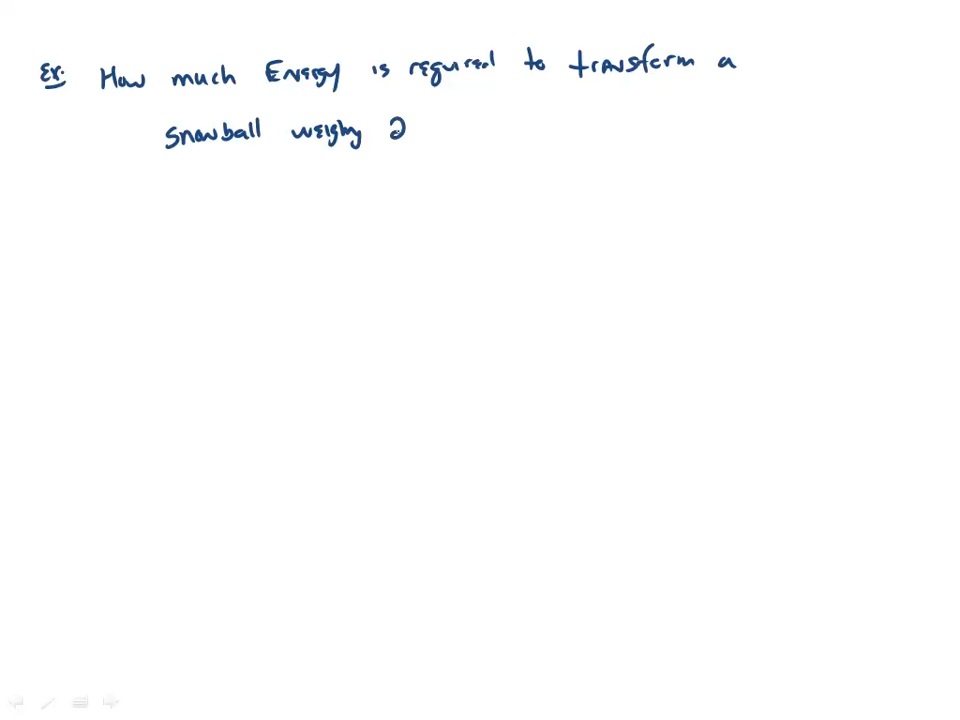 Ex. How much Energy is required to transform a
snowball weighing 2